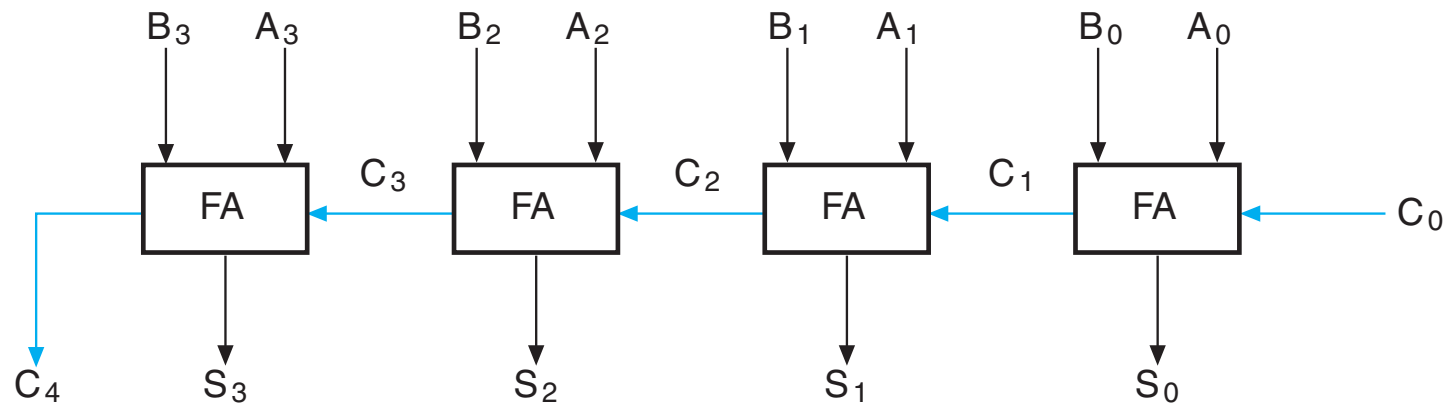 B3 A3 B2 A2 B1 A1 B0 A0
C3 C2 C1
FA FA FA FA C0
C4 S3 S2 S1 S0